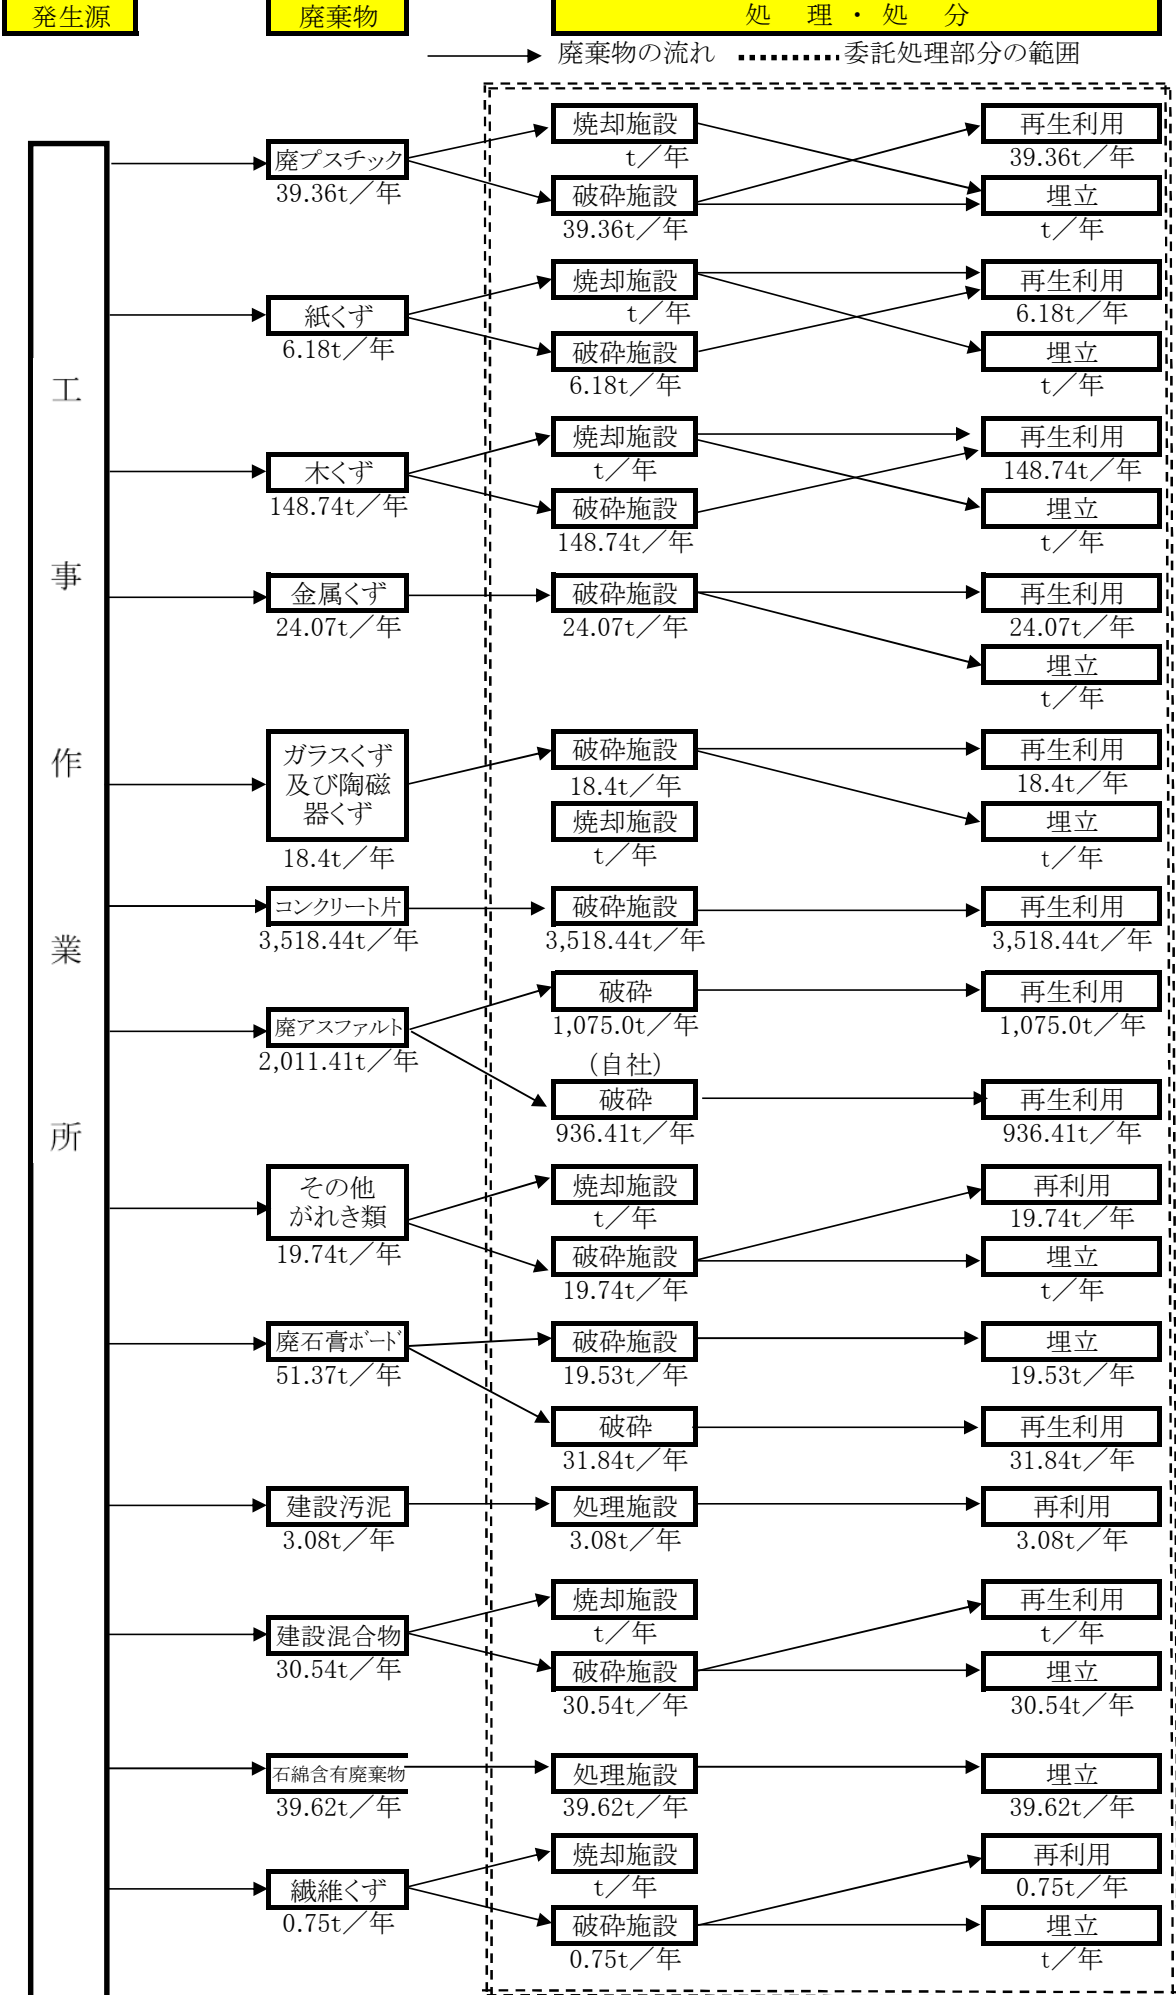 発生源 廃棄物 処 理 ・ 処 分
廃棄物の流れ 委託処理部分の範囲
工事作業所
廃プスチック
39.36t／年
焼却施設
t／年
破砕施設
39.36t／年
再生利用
39.36t／年
埋立
t／年
紙くず
6.18t／年
焼却施設
t／年
破砕施設
6.18t／年
再生利用
6.18t／年
埋立
t／年
木くず
148.74t／年
焼却施設
t／年
破砕施設
148.74t／年
再生利用
148.74t／年
埋立
t／年
金属くず
24.07t／年
破砕施設
24.07t／年
再生利用
24.07t／年
埋立
t／年
ガラスくず
及び陶磁
器くず
18.4t／年
破砕施設
18.4t／年
焼却施設
t／年
再生利用
18.4t／年
埋立
t／年
コンクリート片
3,518.44t／年
破砕施設
3,518.44t／年
再生利用
3,518.44t／年
廃アスファルト
2,011.41t／年
破砕
1,075.0t／年
（自社）
破砕
936.41t／年
再生利用
1,075.0t／年
再生利用
936.41t／年
その他
がれき類
19.74t／年
焼却施設
t／年
破砕施設
19.74t／年
再利用
19.74t／年
埋立
t／年
廃石膏ﾎﾞｰﾄﾞ
51.37t／年
破砕施設
19.53t／年
破砕
31.84t／年
埋立
19.53t／年
再生利用
31.84t／年
建設汚泥
3.08t／年
処理施設
3.08t／年
再利用
3.08t／年
建設混合物
30.54t／年
焼却施設
t／年
破砕施設
30.54t／年
再生利用
t／年
埋立
30.54t／年
石綿含有廃棄物
39.62t／年
処理施設
39.62t／年
埋立
39.62t／年
繊維くず
0.75t／年
焼却施設
t／年
破砕施設
0.75t／年
再利用
0.75t／年
埋立
t／年